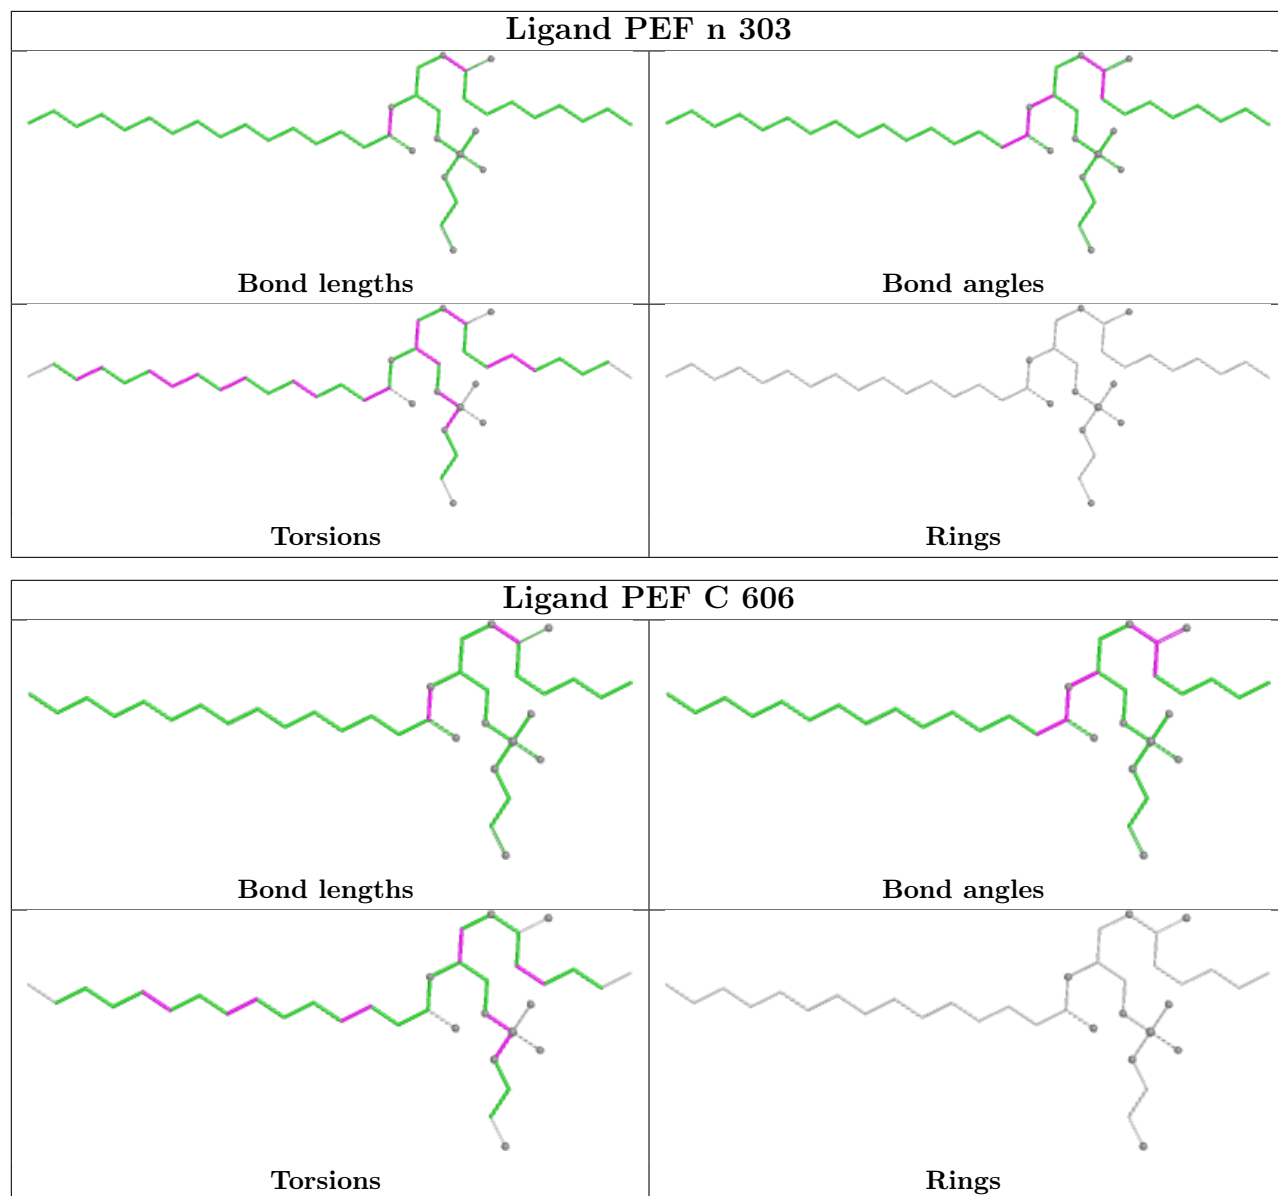 Ligand PEF n 303
Bond lengths
Bond angles
Torsions
Rings
Ligand PEF C 606
Bond lengths
Bond angles
Torsions
Rings